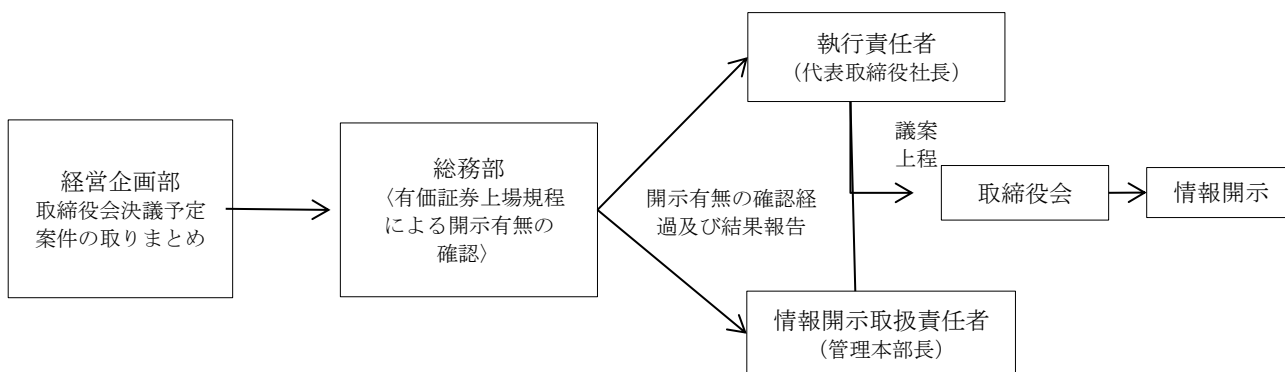 経営企画部
取締役会決議予定
案件の取りまとめ
総務部
〈有価証券上場規程
による開示有無の
確認〉
執行責任者
（代表取締役社長）
開示有無の確認経
過及び結果報告
情報開示取扱責任者
（管理本部長）
議案
上程
取締役会
情報開示